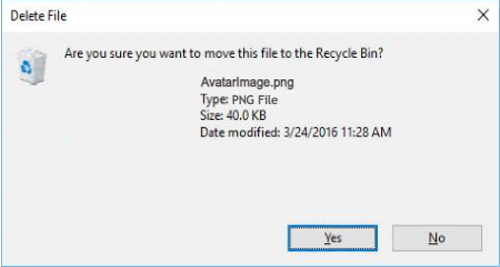 Delete File
Are you sure you want to move this file to the Recycle Bin?
AvatarImage.png
Type: PNG File
Size: 40.0 KB
Date modified: 3/24/2016 11:28 AM
Yes
No